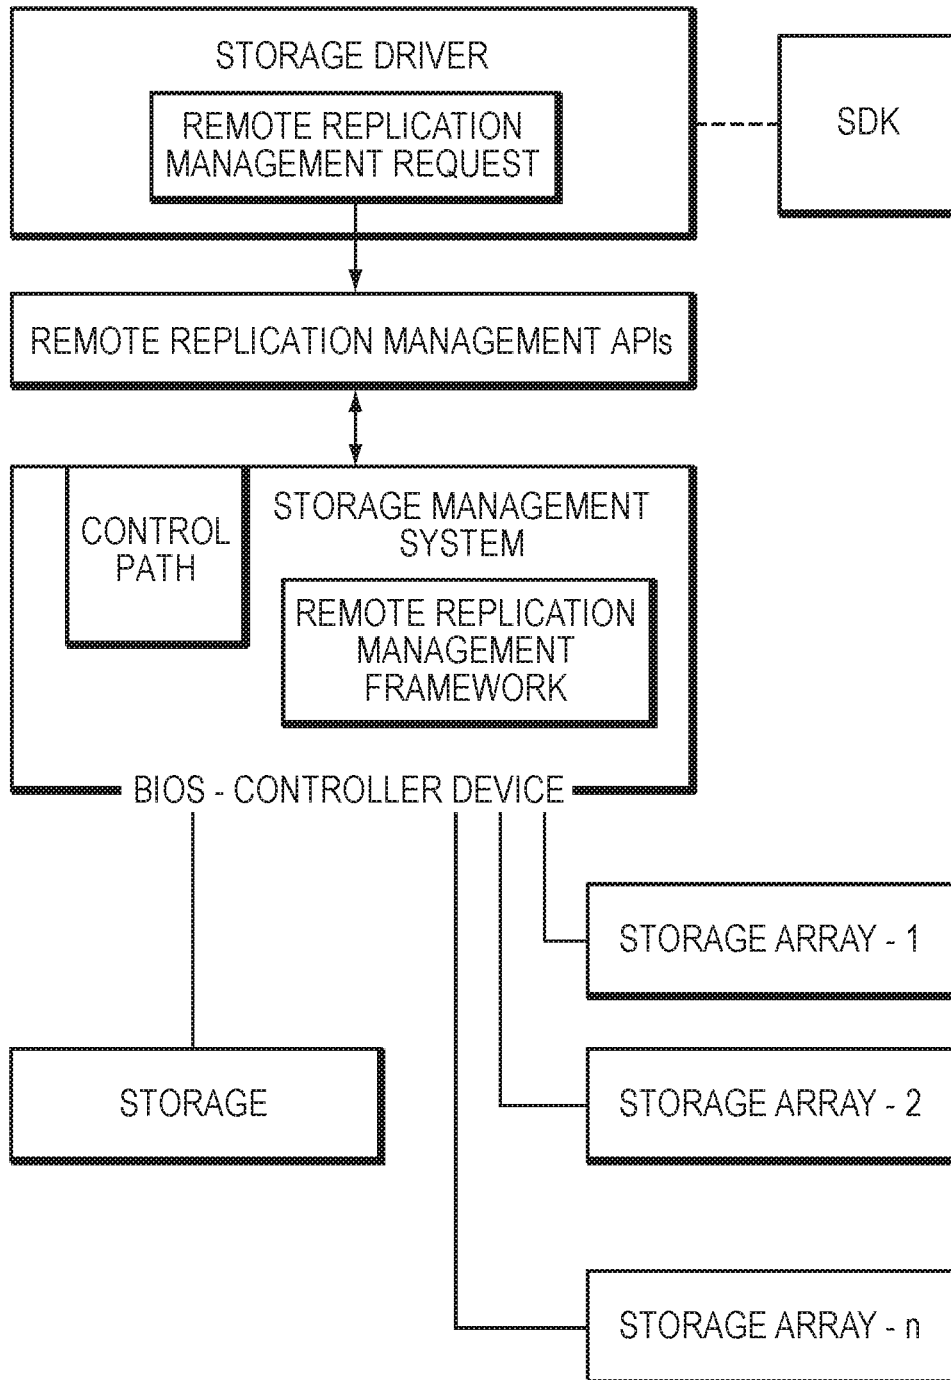 STORAGE DRIVER
REMOTE REPLICATION
MANAGEMENT REQUEST
SDK
REMOTE REPLICATION MANAGEMENT APIs
CONTROL
PATH
STORAGE MANAGEMENT
SYSTEM
REMOTE REPLICATION
MANAGEMENT
FRAMEWORK
BIOS - CONTROLLER DEVICE
STORAGE ARRAY - 1
STORAGE
STORAGE ARRAY - 2
STORAGE ARRAY - n